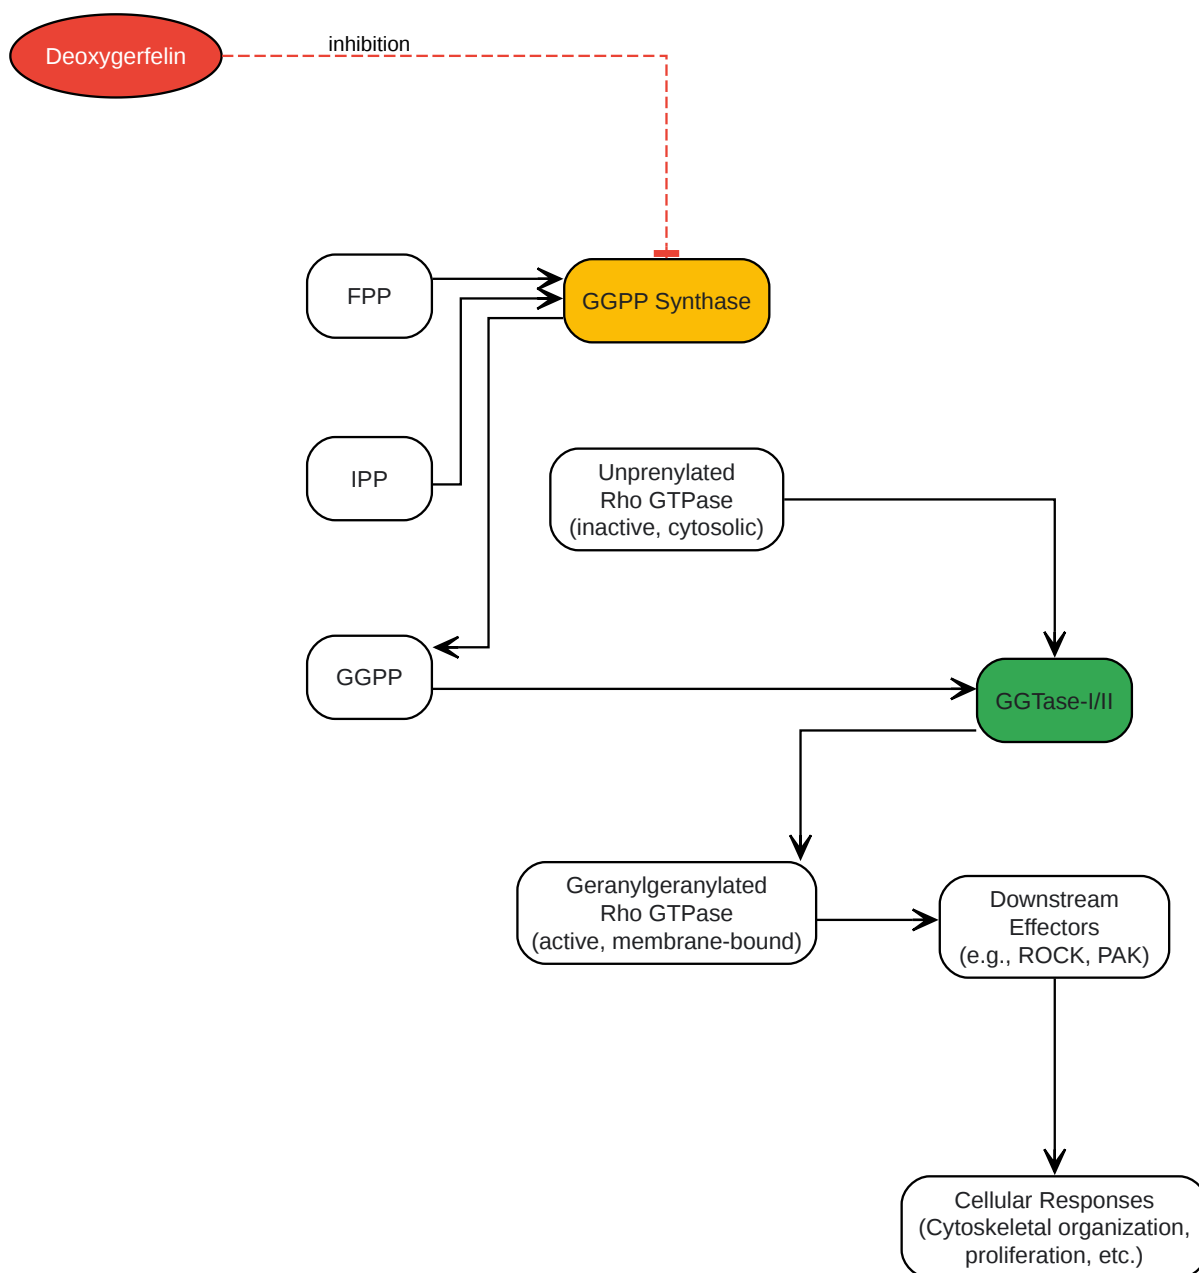 Deoxygerfelin
inhibition
FPP
GGPP Synthase
IPP
Unprenylated
Rho GTPase
(inactive, cytosolic)
GGPP
GGTase-I/II
Geranylgeranylated
Rho GTPase
(active, membrane-bound)
Downstream
Effectors
(e.g., ROCK, PAK)
Cellular Responses
(Cytoskeletal organization,
proliferation, etc.)